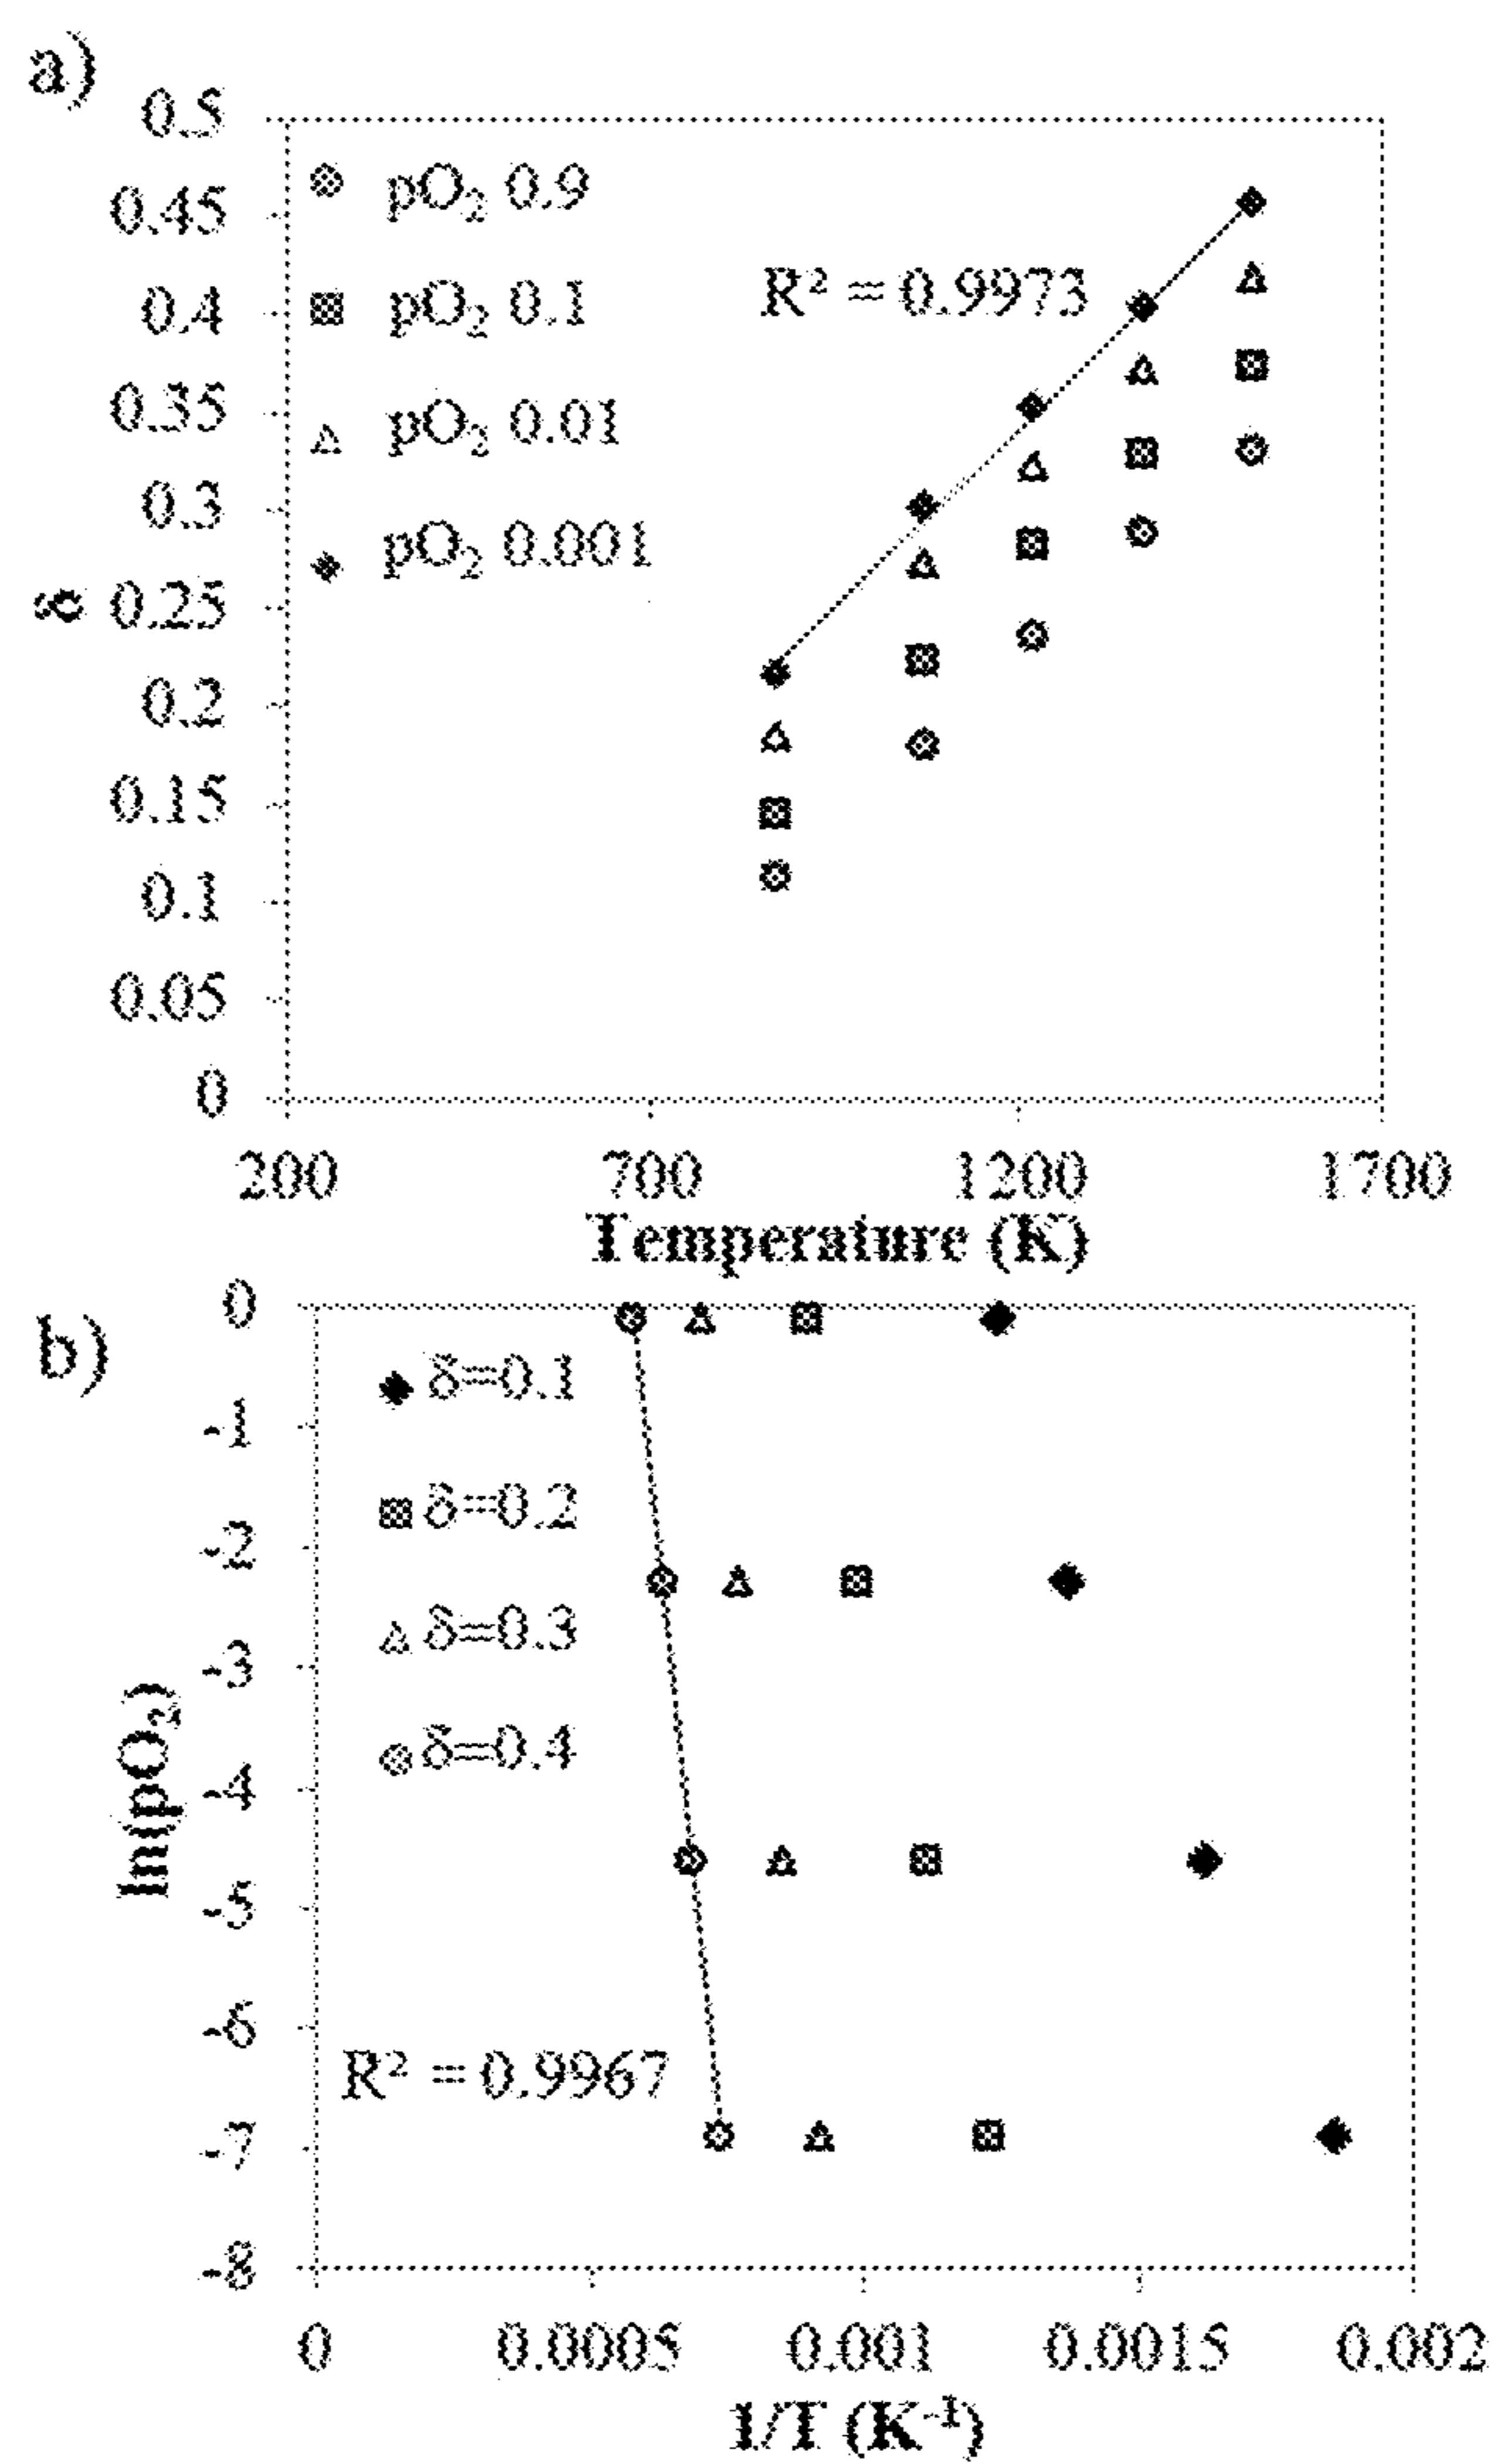 a)
0.5
0.45
0.4
0.35
0.3
0.25
0.2
0.15
0.1
0.05
0
δ
pO₂ 0.9
pO₂ 0.1
pO₂ 0.01
pO₂ 0.001
R² = 0.9973
200 700 1200 1700
Temperature (K)
b)
0
-1
-2
-3
-4
-5
-6
-7
-8
ln(pO₂)
δ=0.1
δ=0.2
δ=0.3
δ=0.4
R² = 0.9967
0 0.0005 0.001 0.0015 0.002
1/T (K⁻¹)